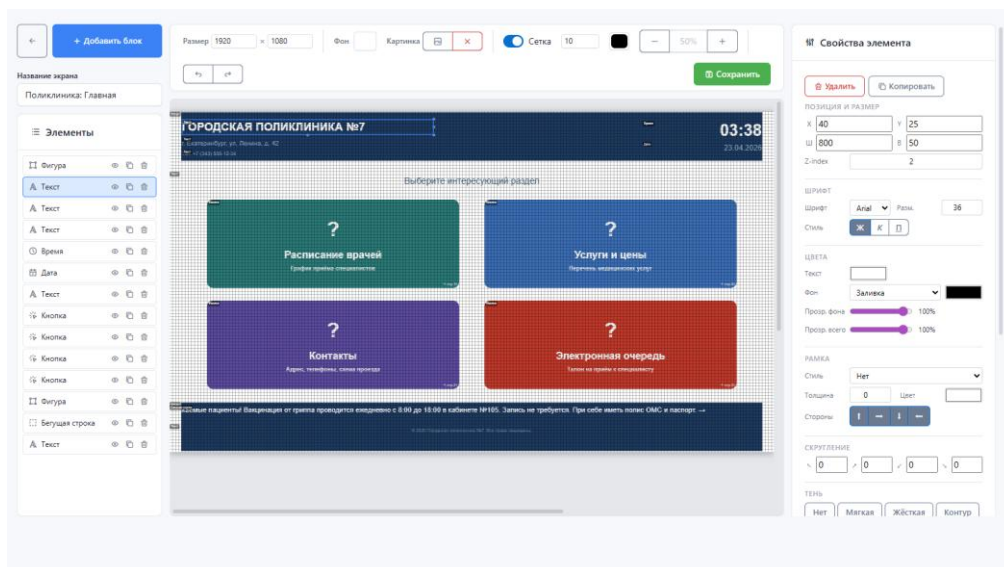 + Добавить блок
Размер 1920 × 1080 Фон Картинка Сетка 10 − 50% +
Сохранить
Название экрана
Поликлиника: Главная
Элементы
Фигура
Текст
Текст
Текст
Время
Дата
Текст
Кнопка
Кнопка
Кнопка
Кнопка
Фигура
Бегущая строка
Текст
ГОРОДСКАЯ ПОЛИКЛИНИКА №7
г. Екатеринбург, ул. Ленина, д. 42
03:38
23.04.2026
Выберите интересующий раздел
?
Расписание врачей
График приёма специалистов
?
Услуги и цены
Перечень медицинских услуг
?
Контакты
Адрес, телефоны, схема проезда
?
Электронная очередь
Талон на приём к специалисту
пациенты! Вакцинация от гриппа проводится ежедневно с 8:00 до 18:00 в кабинете №105. Запись не требуется. При себе иметь полис ОМС и паспорт.
Свойства элемента
Удалить Копировать
ПОЗИЦИЯ И РАЗМЕР
X 40 Y 25
Ш 800 В 50
Z-index 2
ШРИФТ
Шрифт Arial Разм. 36
Стиль Ж К П
ЦВЕТА
Текст
Фон Заливка
Прозр. фона 100%
Прозр. всего 100%
РАМКА
Стиль Нет
Толщина 0 Цвет
Стороны
СКРУГЛЕНИЕ
0 0 0 0
ТЕНЬ
Нет Мягкая Жёсткая Контур